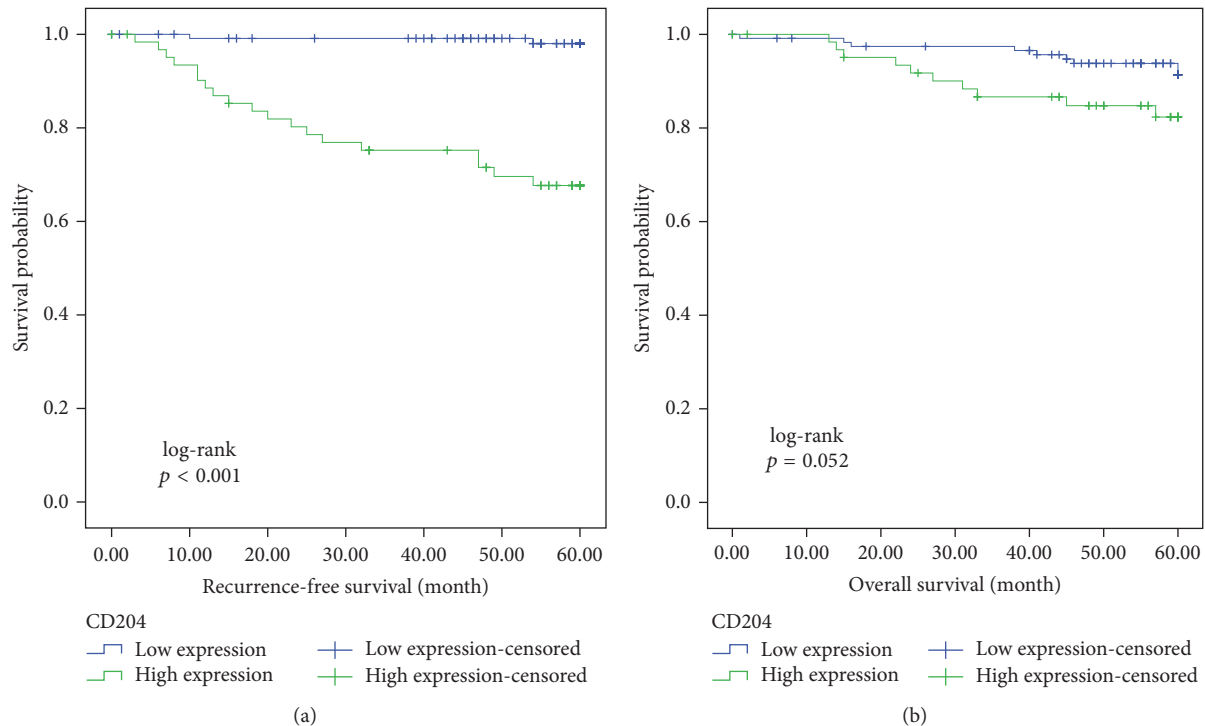 Survival probability
1.0
0.8
0.6
0.4
0.2
0.0
log-rank
p < 0.001
0.00 10.00 20.00 30.00 40.00 50.00 60.00
Recurrence-free survival (month)
CD204
Low expression Low expression-censored
High expression High expression-censored
(a)
Survival probability
1.0
0.8
0.6
0.4
0.2
0.0
log-rank
p = 0.052
0.00 10.00 20.00 30.00 40.00 50.00 60.00
Overall survival (month)
CD204
Low expression Low expression-censored
High expression High expression-censored
(b)